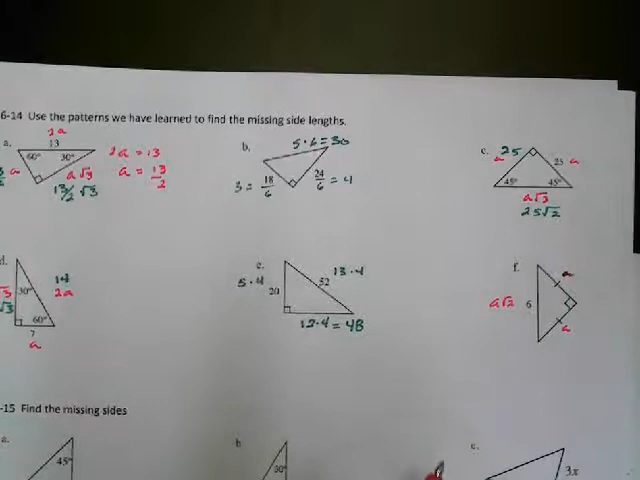 6-14 Use the patterns we have learned to find the missing side lengths.
a.
2a
13
60°
30°
a
a√3
13/2 √3
2a = 13
a = 13/2
b.
5·6=30
3 = 18/6
24/6 = 4
c.
25
a
25
a
45°
45°
25√2
d.
30°
14
2a
√3
√3
60°
7
a
e.
5·4
20
13·4
52
12·4=48
f.
a√2
6
a
a
-15 Find the missing sides
a.
45°
b
30°
c.
3x